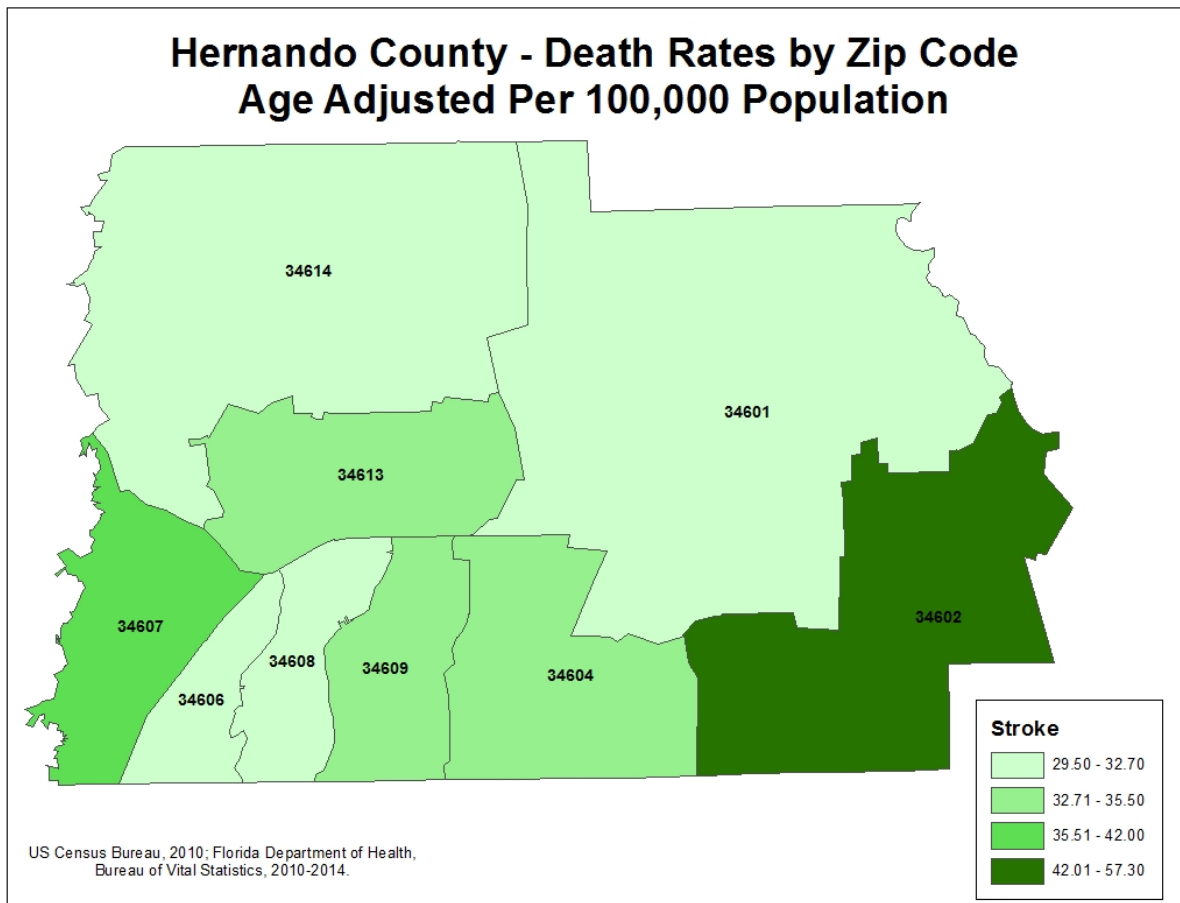 Hernando County - Death Rates by Zip Code
Age Adjusted Per 100,000 Population
34614
34601
34613
34607
34602
34608
34609
34604
34606
Stroke
29.50 - 32.70
32.71 - 35.50
35.51 - 42.00
42.01 - 57.30
US Census Bureau, 2010; Florida Department of Health,
Bureau of Vital Statistics, 2010-2014.